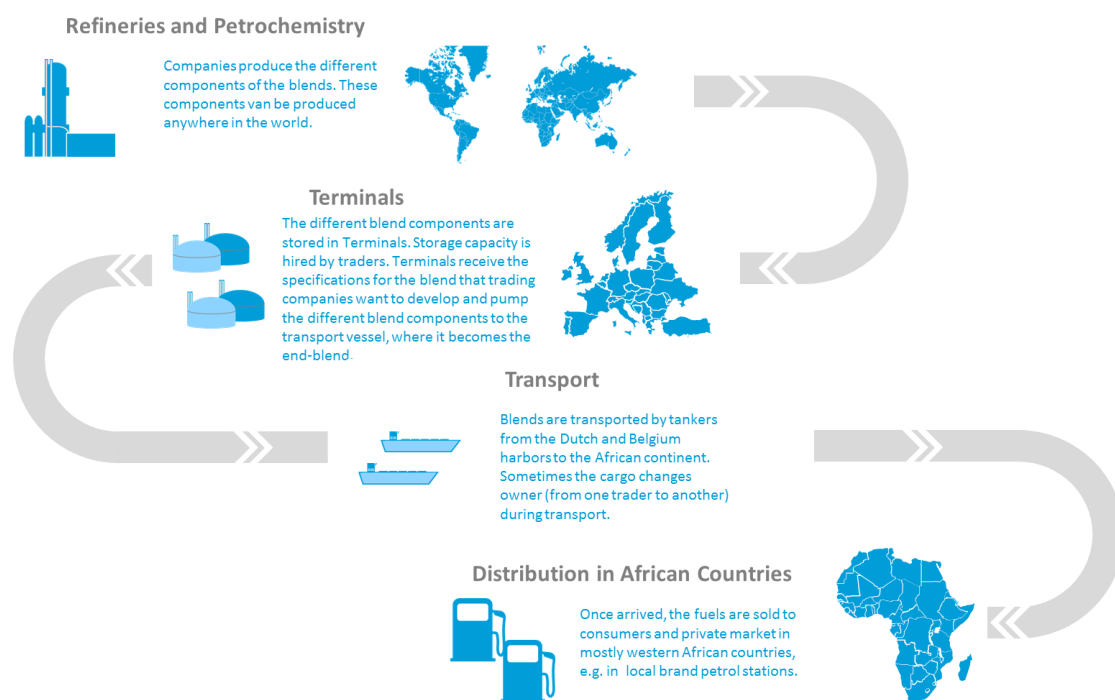 Refineries and Petrochemistry
Companies produce the different
components of the blends. These
components van be produced
anywhere in the world.
Terminals
The different blend components are
stored in Terminals. Storage capacity is
hired by traders. Terminals receive the
specifications for the blend that trading
companies want to develop and pump
the different blend components to the
transport vessel, where it becomes the
end-blend.
Transport
Blends are transported by tankers
from the Dutch and Belgium
harbors to the African continent.
Sometimes the cargo changes
owner (from one trader to another)
during transport.
Distribution in African Countries
Once arrived, the fuels are sold to
consumers and private market in
mostly western African countries,
e.g. in local brand petrol stations.